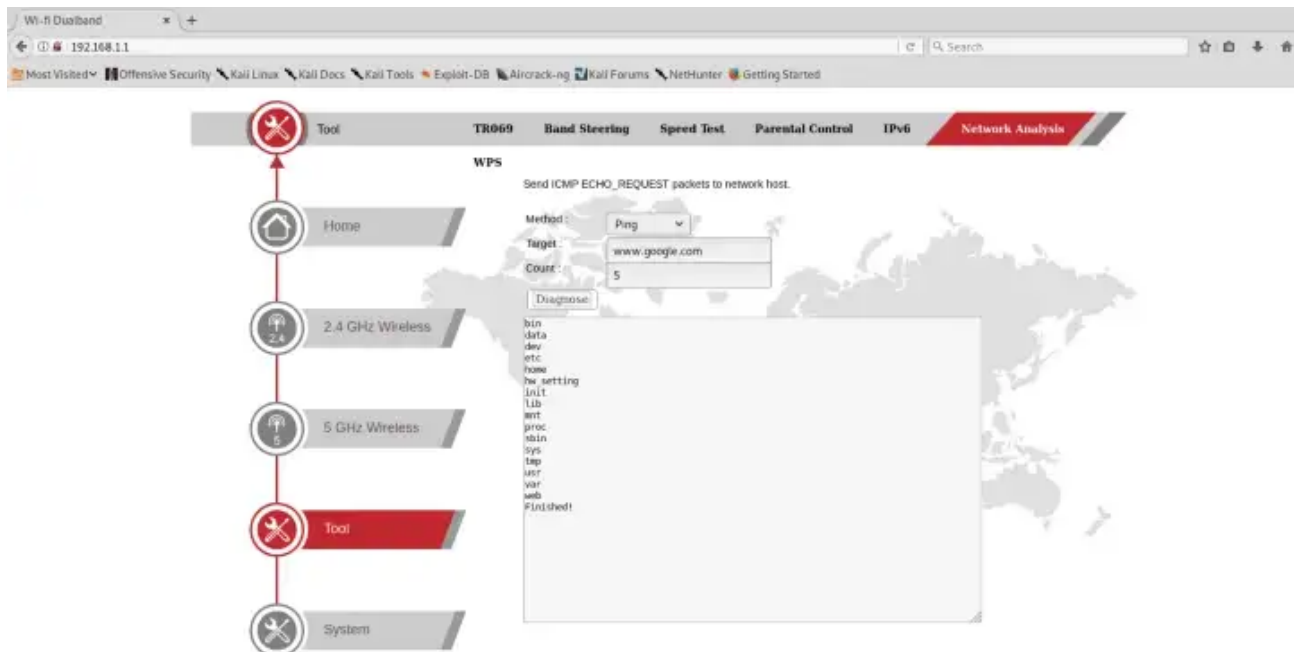 Wi-fi Dualband
192.168.1.1
Search
Most Visited Offensive Security Kali Linux Kali Docs Kali Tools Exploit-DB Aircrack-ng Kali Forums NetHunter Getting Started
Tool TR069 Band Steering Speed Test Parental Control IPv6 Network Analysis
WPS
Send ICMP ECHO_REQUEST packets to network host.
Method : Ping
Target : www.google.com
Count : 5
Diagnose
bin
data
dev
etc
home
hw_setting
init
lib
mnt
proc
sbin
sys
tmp
usr
var
web
Finished!
Home
2.4
2.4 GHz Wireless
5
5 GHz Wireless
Tool
System